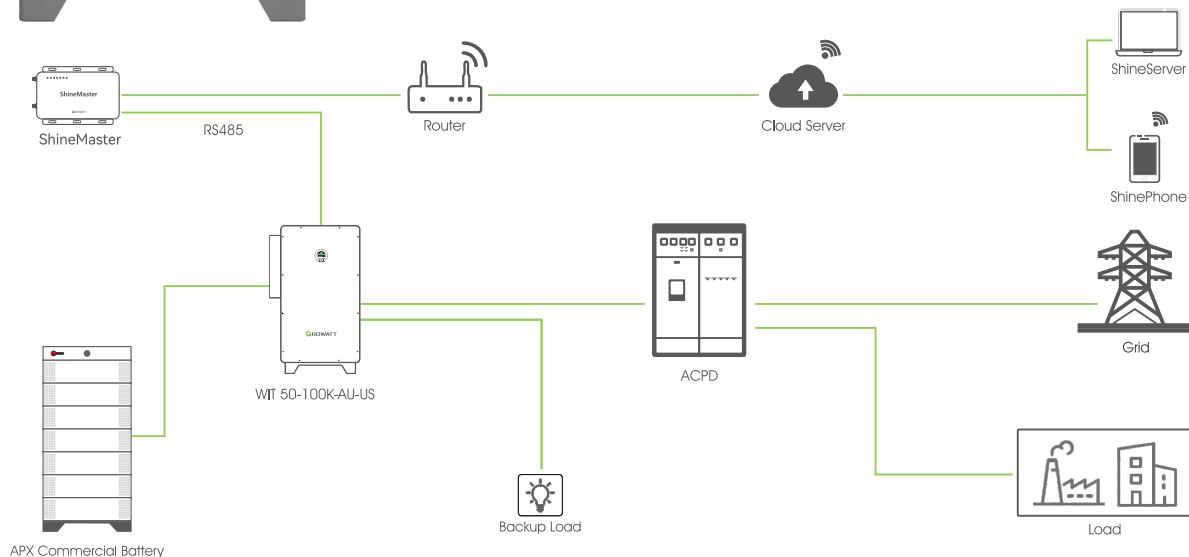 ShineServer
ShineMaster
GROWATT
ShineMaster
RS485
Router
Cloud Server
ShinePhone
GROWATT
WIT 50-100K-AU-US
ACPD
Grid
Backup Load
Load
APX Commercial Battery